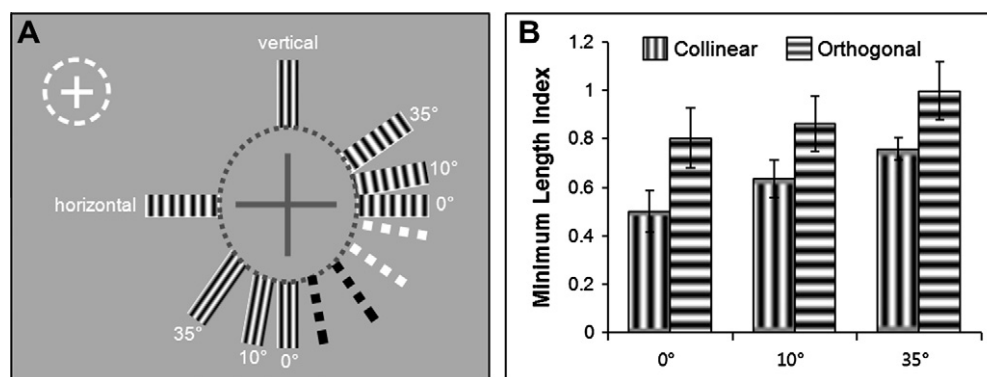 A
vertical
35°
10°
0°
horizontal
35°
10°
0°
B
Collinear Orthogonal
Minimum Length Index
1.2
1
0.8
0.6
0.4
0.2
0
0° 10° 35°